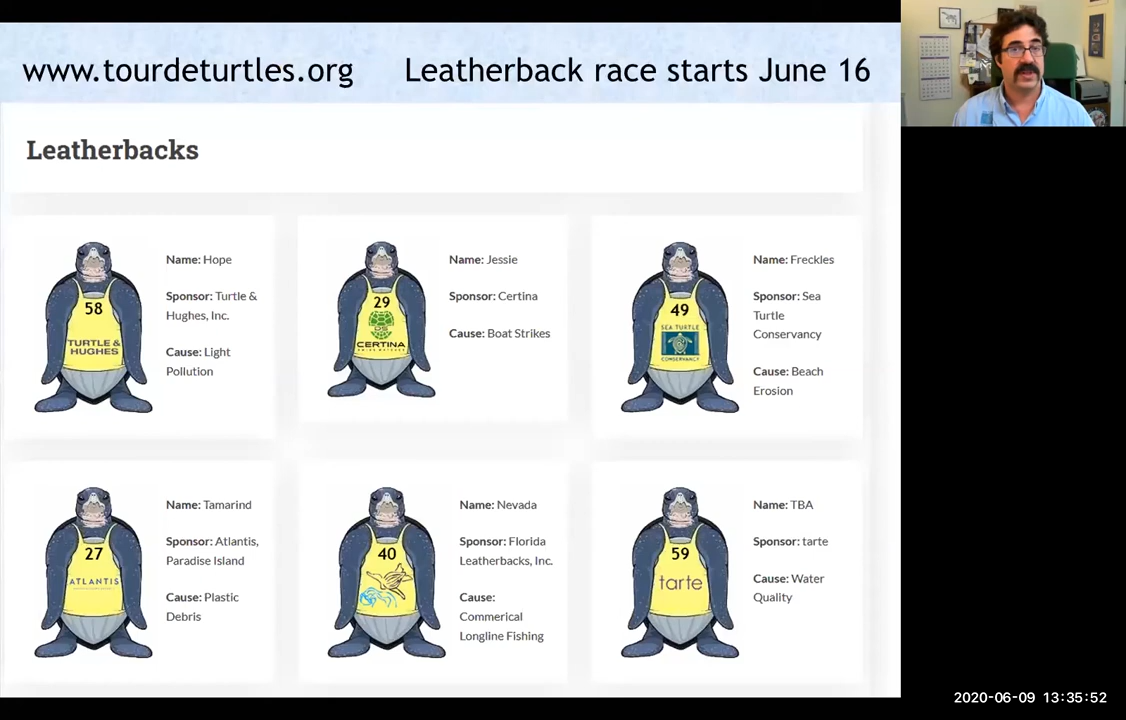 www.tourdeturtles.org Leatherback race starts June 16
Leatherbacks
58
TURTLE &
HUGHES
Name: Hope
Sponsor: Turtle &
Hughes, Inc.
Cause: Light
Pollution
29
DS
CERTINA
Name: Jessie
Sponsor: Certina
Cause: Boat Strikes
49
SEA TURTLE
CONSERVANCY
Name: Freckles
Sponsor: Sea
Turtle
Conservancy
Cause: Beach
Erosion
27
ATLANTIS
Name: Tamarind
Sponsor: Atlantis,
Paradise Island
Cause: Plastic
Debris
40
Name: Nevada
Sponsor: Florida
Leatherbacks, Inc.
Cause:
Commerical
Longline Fishing
59
tarte
Name: TBA
Sponsor: tarte
Cause: Water
Quality
2020-06-09 13:35:52